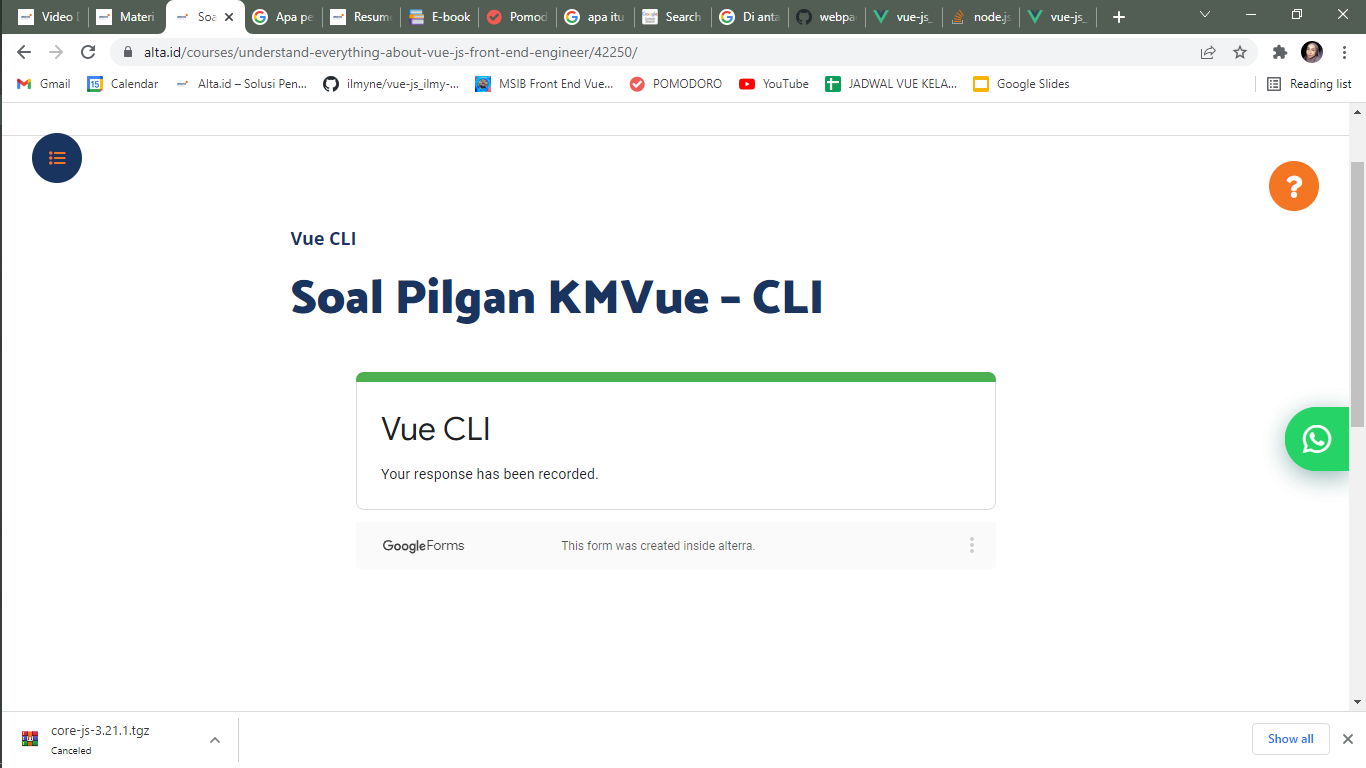 Video
Materi
Soa
Apa pe
Resum
E-book
Pomod
apa itu
Search
Di anta
webpa
vue-js_
node.js
vue-js_
alta.id/courses/understand-everything-about-vue-js-front-end-engineer/42250/
Gmail
15
Calendar
Alta.id – Solusi Pen...
ilmyne/vue-js_ilmy-...
MSIB Front End Vue...
POMODORO
YouTube
JADWAL VUE KELA...
Google Slides
Reading list
?
Vue CLI
Soal Pilgan KMVue – CLI
Vue CLI
Your response has been recorded.
Google Forms
This form was created inside alterra.
core-js-3.21.1.tgz
Canceled
Show all